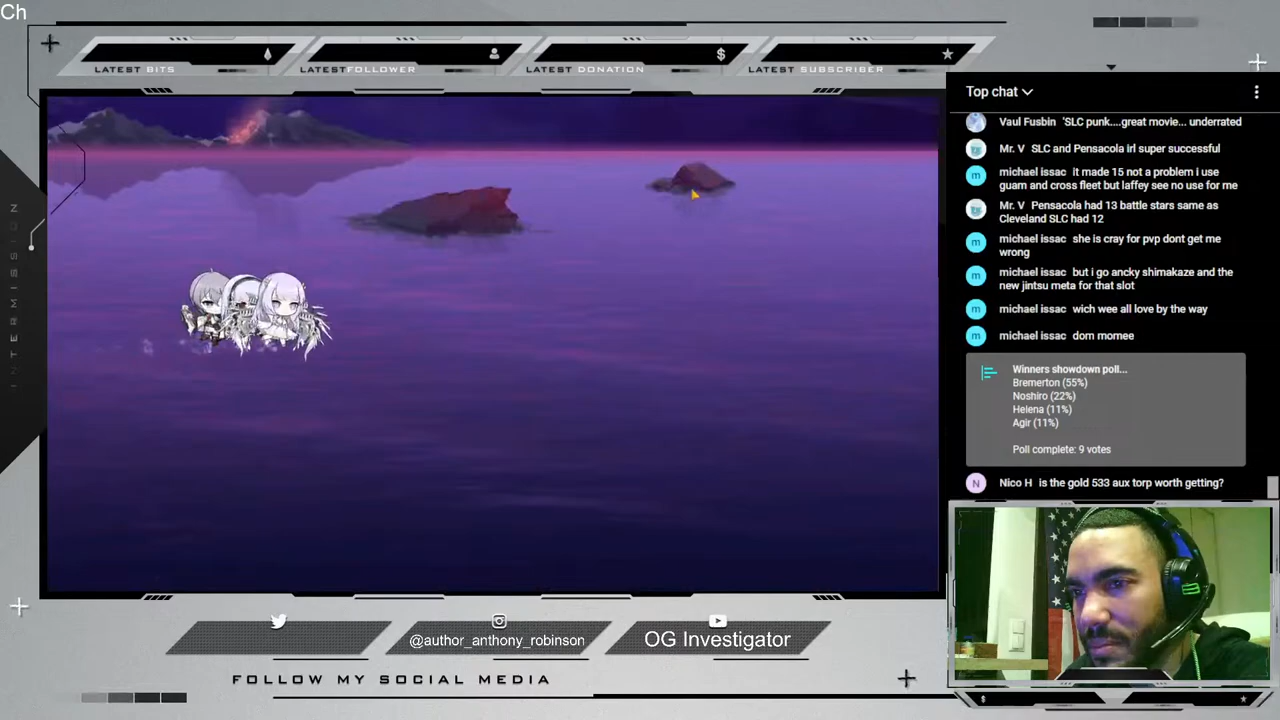 Ch
LATEST BITS
LATEST FOLLOWER
LATEST DONATION
LATEST SUBSCRIBER
INTERMISSION
Top chat
Vaul Fusbin 'SLC punk....great movie... underrated
Mr. V SLC and Pensacola irl super successful
michael issac it made 15 not a problem i use
guam and cross fleet but laffey see no use for me
Mr. V Pensacola had 13 battle stars same as
Cleveland SLC had 12
michael issac she is cray for pvp dont get me
wrong
michael issac but i go ancky shimakaze and the
new jintsu meta for that slot
michael issac wich wee all love by the way
michael issac dorn mornee
Winners showdown poll...
Bremerton (55%)
Noshiro (22%)
Helena (11%)
Agir (11%)
Poll complete: 9 votes
N
Nico H is the gold 533 aux torp worth getting?
@author_anthony_robinson
OG Investigator
FOLLOW MY SOCIAL MEDIA